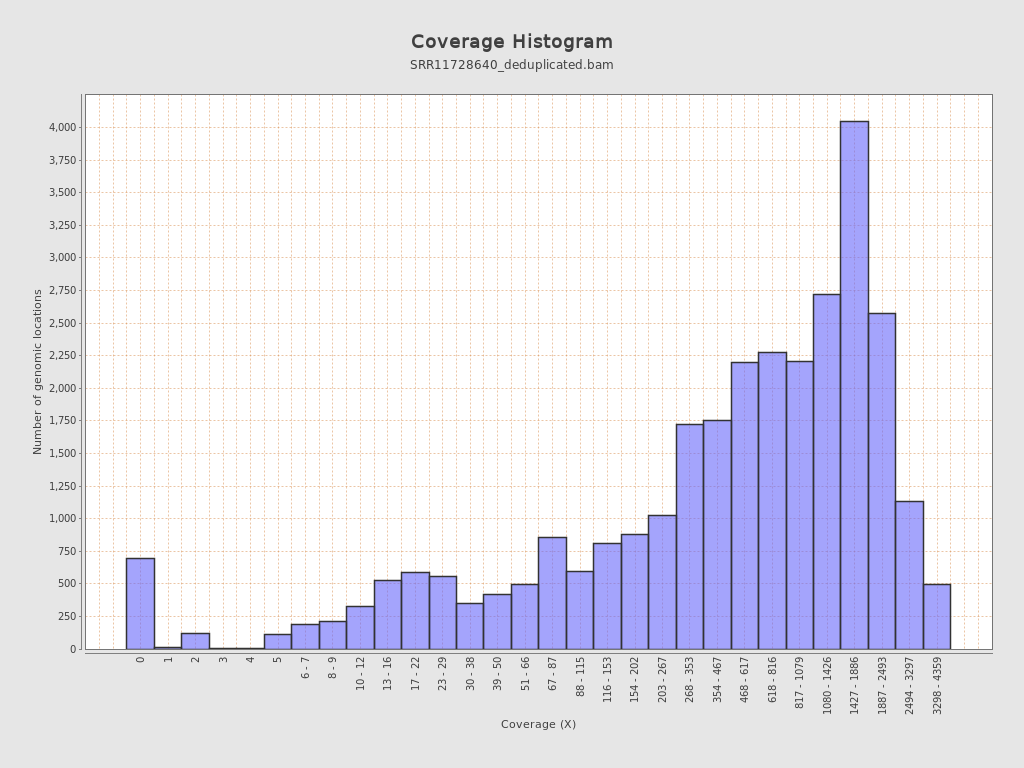 Coverage Histogram
SRR11728640_deduplicated.bam
Number of genomic locations
4,000
3,750
3,500
3,250
3,000
2,750
2,500
2,250
2,000
1,750
1,500
1,250
1,000
750
500
250
0
0
1
2
3
4
5
6 - 7
8 - 9
10 - 12
13 - 16
17 - 22
23 - 29
30 - 38
39 - 50
51 - 66
67 - 87
88 - 115
116 - 153
154 - 202
203 - 267
268 - 353
354 - 467
468 - 617
618 - 816
817 - 1079
1080 - 1426
1427 - 1886
1887 - 2493
2494 - 3297
3298 - 4359
Coverage (X)